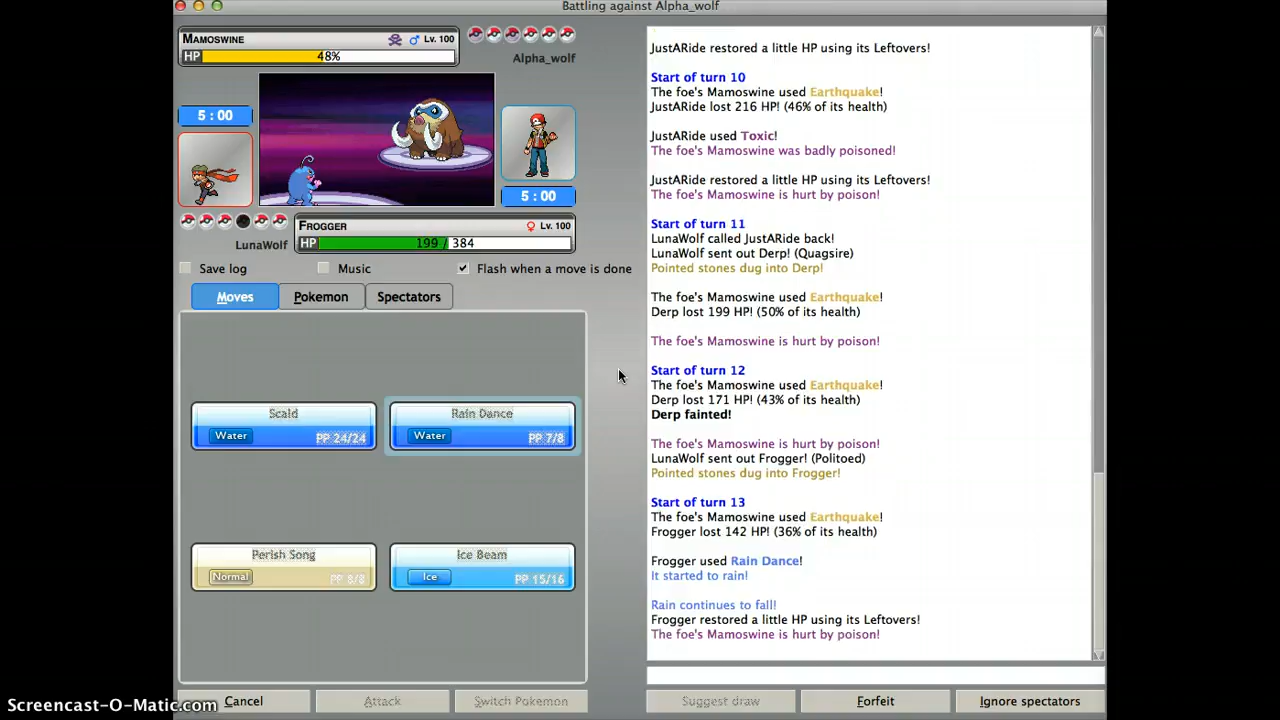 Battling against Alpha_wolf
MAMOSWINE Lv. 100
HP 48%
Alpha_wolf
5:00
5:00
FROGGER Lv. 100
HP 199 / 384
LunaWolf
Save log Music Flash when a move is done
Moves Pokemon Spectators
Scald
Water PP 24/24
Rain Dance
Water PP 7/8
Perish Song
Normal PP 8/8
Ice Beam
Ice PP 15/16
Cancel Attack Switch Pokemon
JustARide restored a little HP using its Leftovers!
Start of turn 10
The foe's Mamoswine used Earthquake!
JustARide lost 216 HP! (46% of its health)
JustARide used Toxic!
The foe's Mamoswine was badly poisoned!
JustARide restored a little HP using its Leftovers!
The foe's Mamoswine is hurt by poison!
Start of turn 11
LunaWolf called JustARide back!
LunaWolf sent out Derp! (Quagsire)
Pointed stones dug into Derp!
The foe's Mamoswine used Earthquake!
Derp lost 199 HP! (50% of its health)
The foe's Mamoswine is hurt by poison!
Start of turn 12
The foe's Mamoswine used Earthquake!
Derp lost 171 HP! (43% of its health)
Derp fainted!
The foe's Mamoswine is hurt by poison!
LunaWolf sent out Frogger! (Politoed)
Pointed stones dug into Frogger!
Start of turn 13
The foe's Mamoswine used Earthquake!
Frogger lost 142 HP! (36% of its health)
Frogger used Rain Dance!
It started to rain!
Rain continues to fall!
Frogger restored a little HP using its Leftovers!
The foe's Mamoswine is hurt by poison!
Suggest draw Forfeit Ignore spectators
Screencast-O-Matic.com